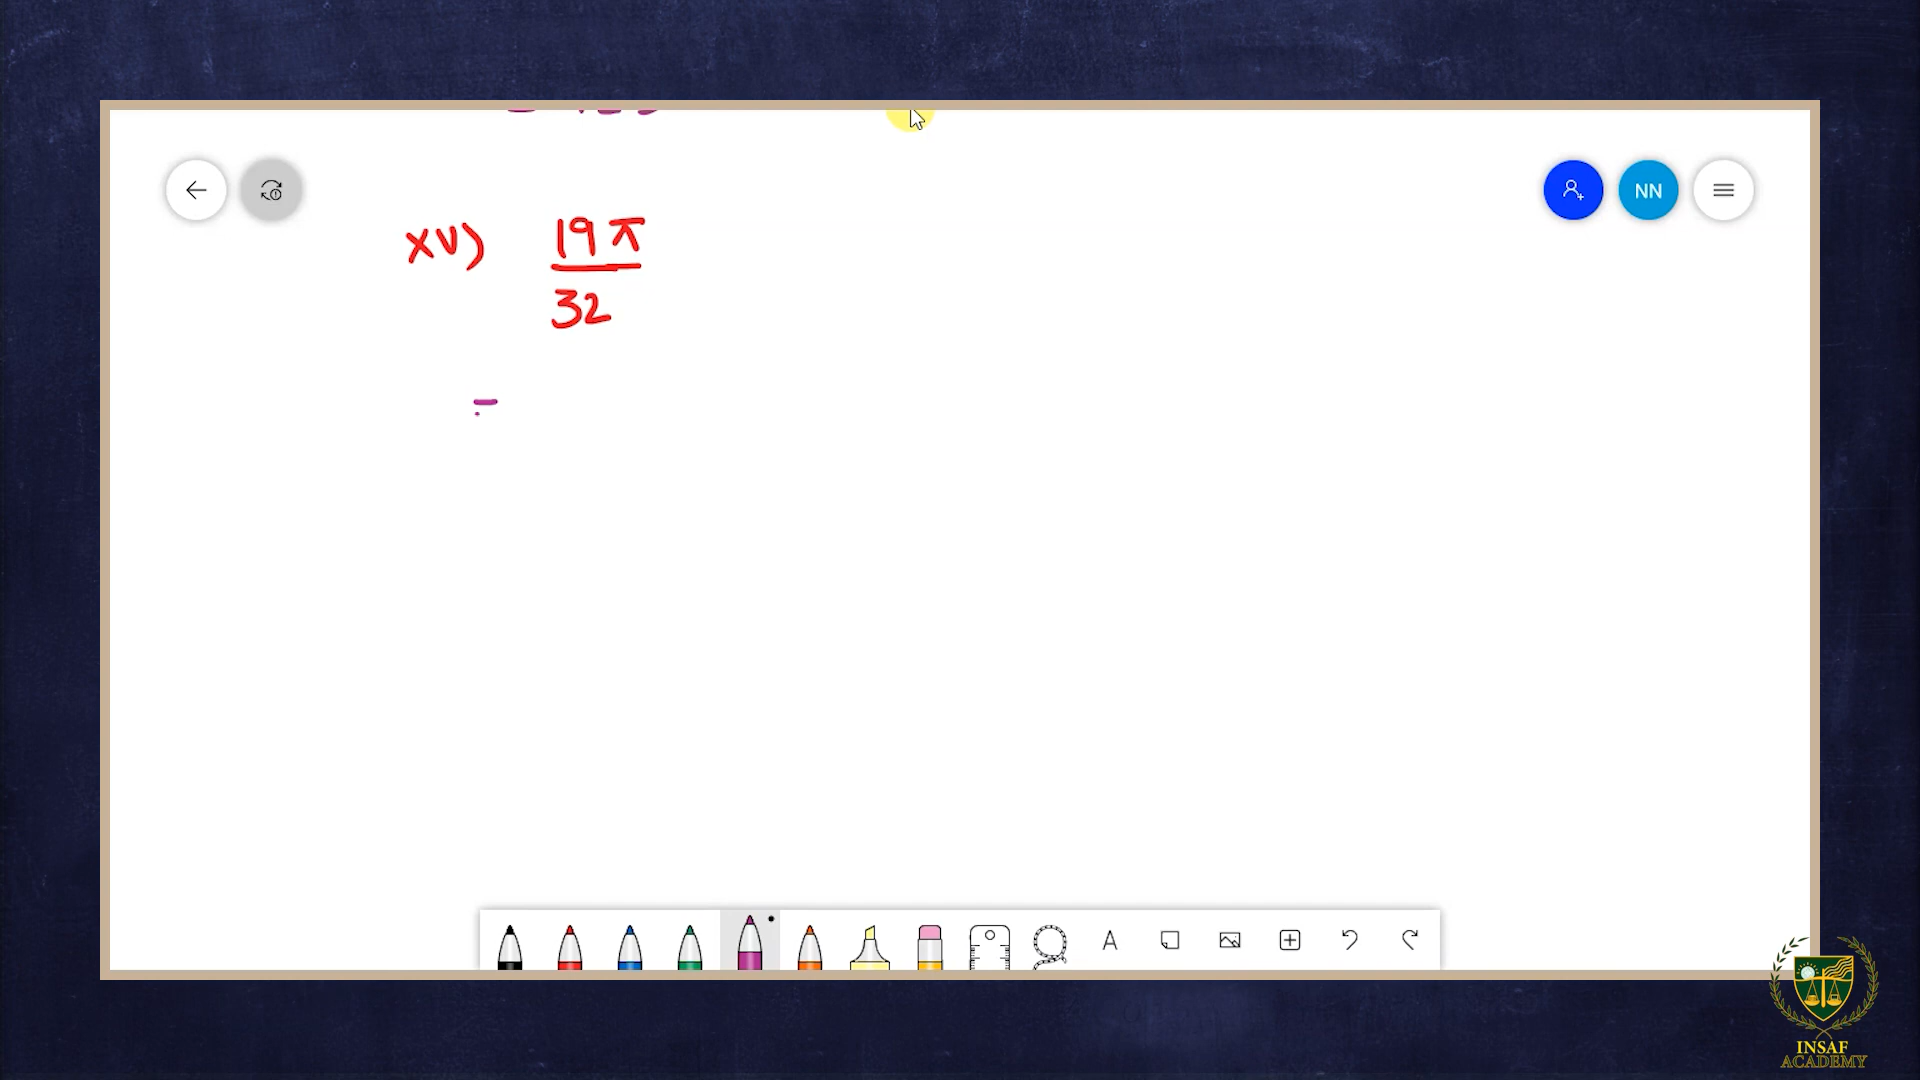 NN
xv) 19π
32
=
A
INSAF
ACADEMY